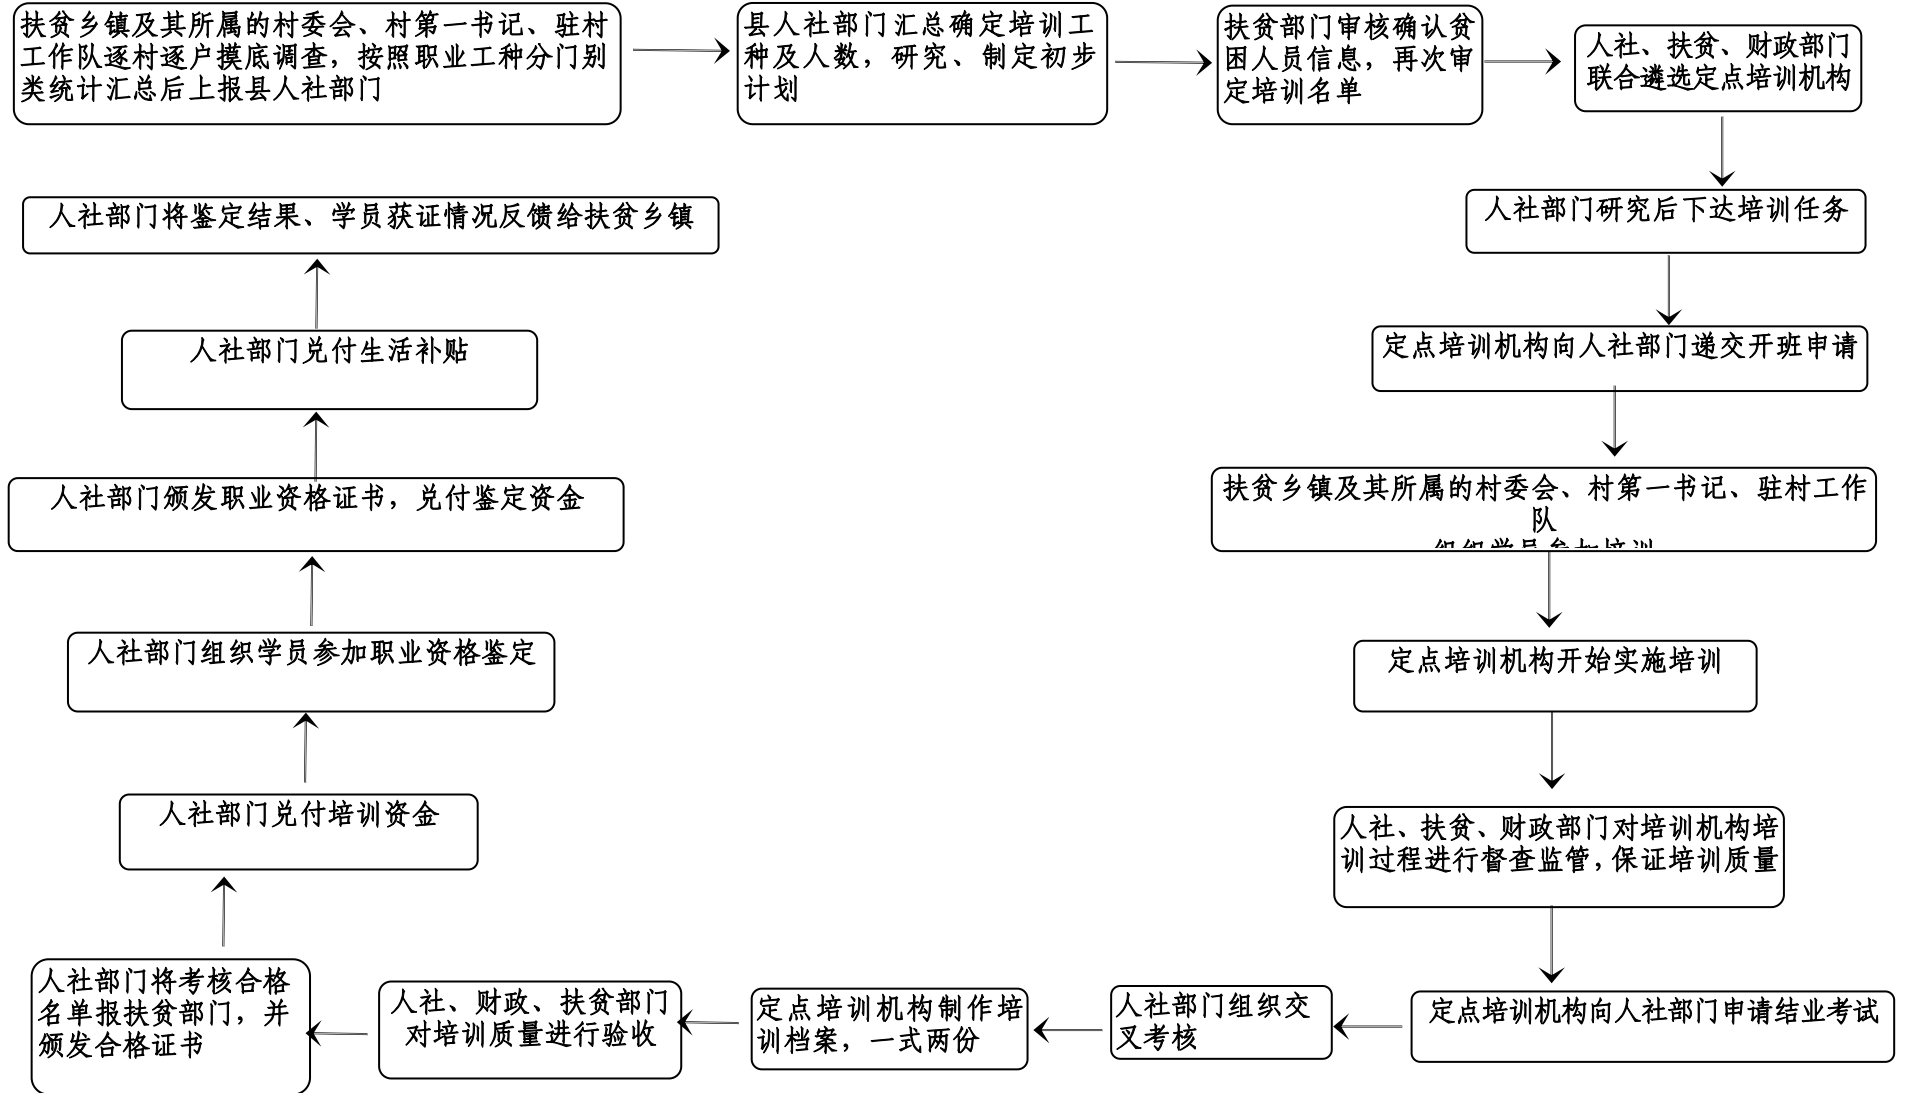 扶贫乡镇及其所属的村委会、村第一书记、驻村
工作队逐村逐户摸底调查，按照职业工种分门别
类统计汇总后上报县人社部门
县人社部门汇总确定培训工
种及人数，研究、制定初步
计划
扶贫部门审核确认贫
困人员信息，再次审
定培训名单
人社、扶贫、财政部门
联合遴选定点培训机构
人社部门研究后下达培训任务
定点培训机构向人社部门递交开班申请
扶贫乡镇及其所属的村委会、村第一书记、驻村工作
队
组织学员参加培训
定点培训机构开始实施培训
人社、扶贫、财政部门对培训机构培
训过程进行督查监管，保证培训质量
定点培训机构向人社部门申请结业考试
人社部门组织交
叉考核
定点培训机构制作培
训档案，一式两份
人社、财政、扶贫部门
对培训质量进行验收
人社部门将考核合格
名单报扶贫部门，并
颁发合格证书
人社部门兑付培训资金
人社部门组织学员参加职业资格鉴定
人社部门颁发职业资格证书，兑付鉴定资金
人社部门兑付生活补贴
人社部门将鉴定结果、学员获证情况反馈给扶贫乡镇